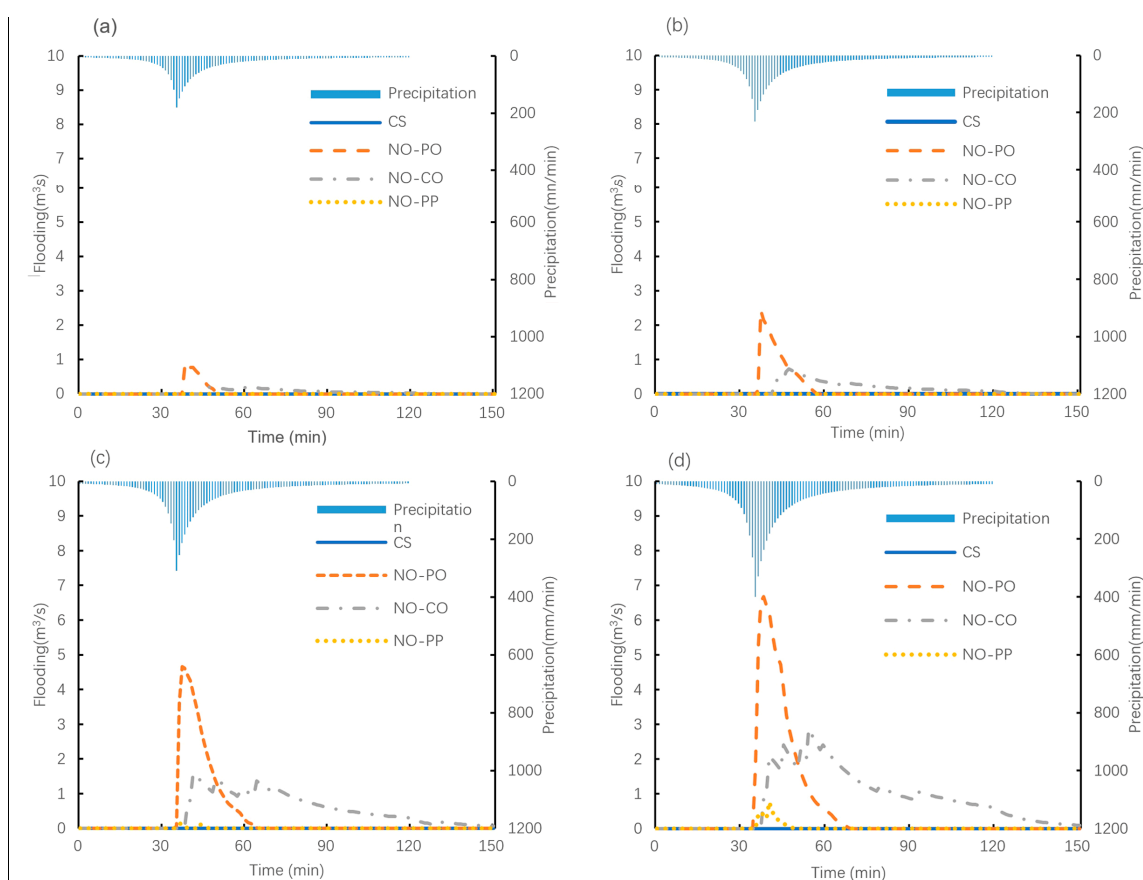 (a)
10
9
8
7
6
5
4
3
2
1
0
Flooding(m³s)
0
200
400
600
800
1000
1200
Precipitation(mn/min)
Precipitation
CS
NO-PO
NO-CO
NO-PP
0 30 60 90 120 150
Time (min)
(b)
10
9
8
7
6
5
4
3
2
1
0
Flooding(m³s)
0
200
400
600
800
1000
1200
Precipitation(mn/min)
Precipitation
CS
NO-PO
NO-CO
NO-PP
0 30 60 90 120 150
Time (min)
(c)
10
9
8
7
6
5
4
3
2
1
0
Flooding(m³/s)
0
200
400
600
800
1000
1200
Precipitation(mm/min)
Precipitatio
n
CS
NO-PO
NO-CO
NO-PP
0 30 60 90 120 150
Time (min)
(d)
10
9
8
7
6
5
4
3
2
1
0
Flooding(m³/s)
0
200
400
600
800
1000
1200
Precipitation(mm/min)
Precipitation
CS
NO-PO
NO-CO
NO-PP
0 30 60 90 120 150
Time (min)